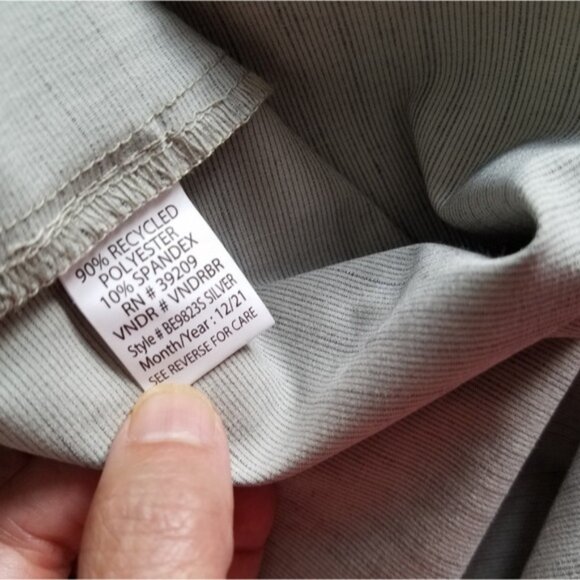 90% RECYCLED
POLYESTER
10% SPANDEX
RN # 39209
VNDR # VNDRBR
Style # BE9823S SILVER
Month/Year : 12/21
SEE REVERSE FOR CARE